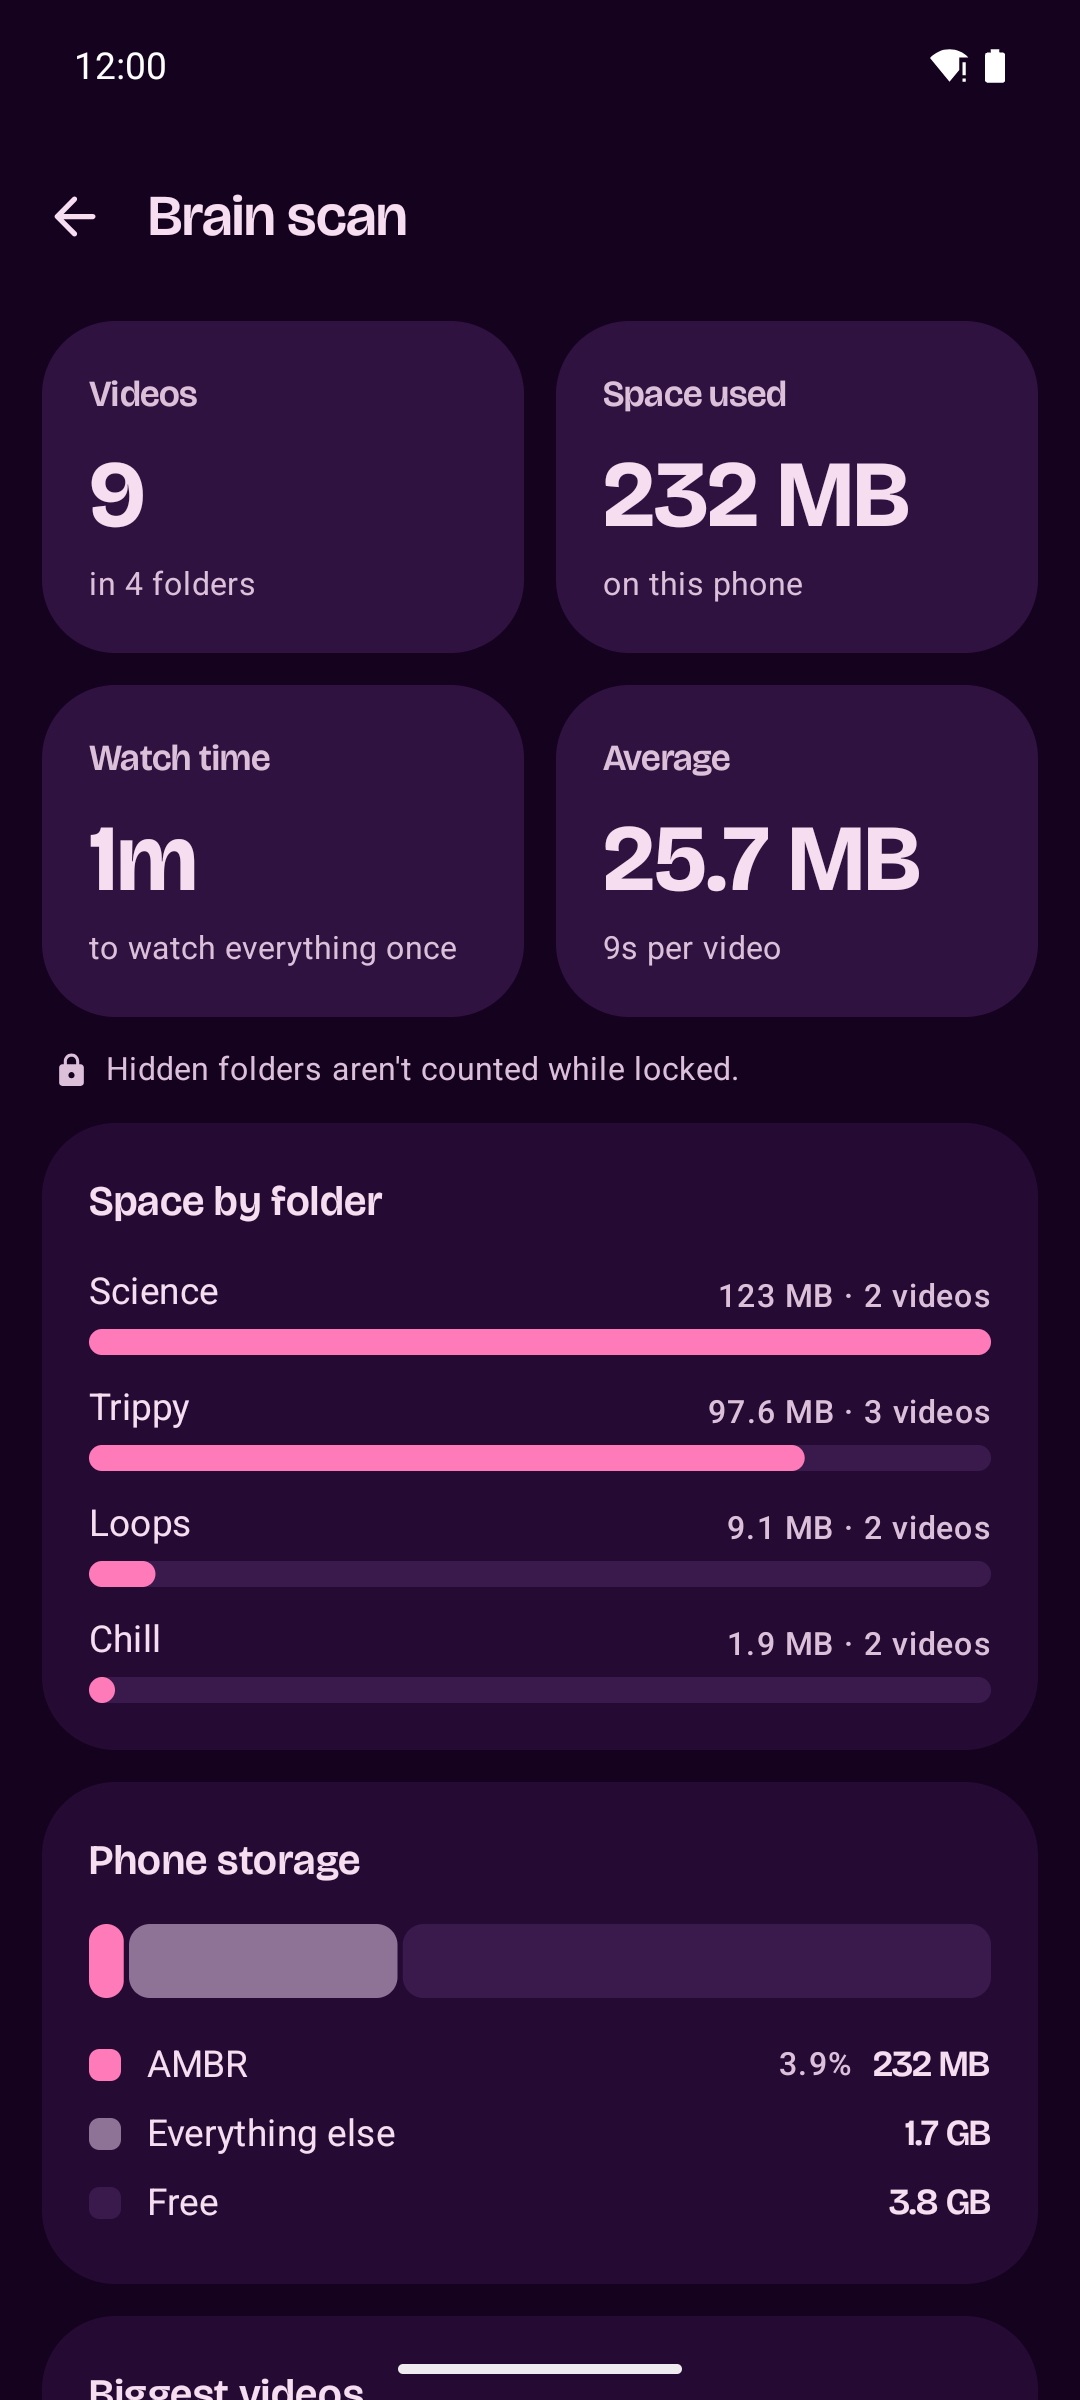 12:00
Brain scan
Videos
9
in 4 folders
Space used
232 MB
on this phone
Watch time
1m
to watch everything once
Average
25.7 MB
9s per video
Hidden folders aren't counted while locked.
Space by folder
Science
123 MB · 2 videos
Trippy
97.6 MB · 3 videos
Loops
9.1 MB · 2 videos
Chill
1.9 MB · 2 videos
Phone storage
AMBR
3.9% 232 MB
Everything else
1.7 GB
Free
3.8 GB
Biggest videos